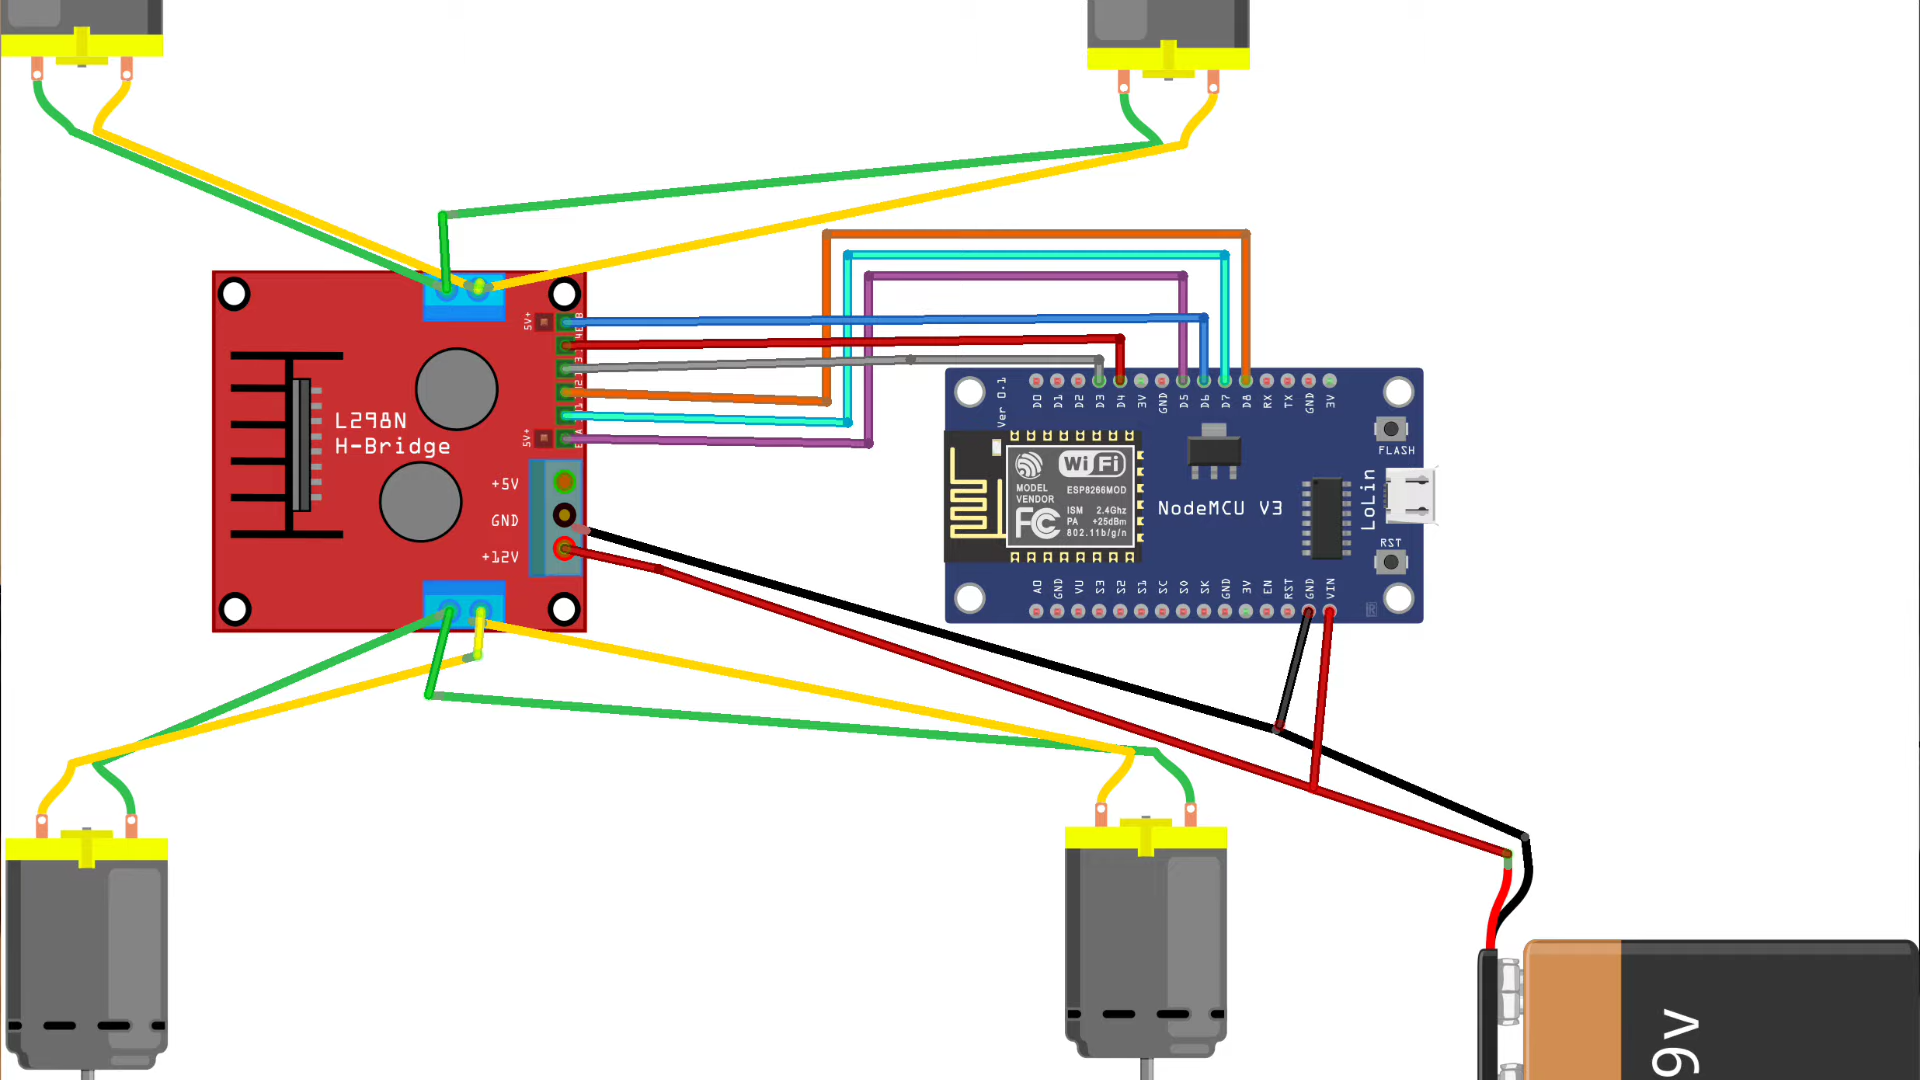 5V+
L298N
H-Bridge
5V+
+5V
GND
+12V
Ver 0.1
D0 D1 D2 D3 D4 3V GND D5 D6 D7 D8 RX TX GND 3V
FLASH
WiFi
MODEL
VENDOR
ESP8266MOD
FC
ISM 2.4Ghz
PA +25dBm
802.11b/g/n
NodeMCU V3
LoLin
RST
A0 GND VU S3 S2 S1 SC S0 SK GND 3V EN RST GND VIN
9v